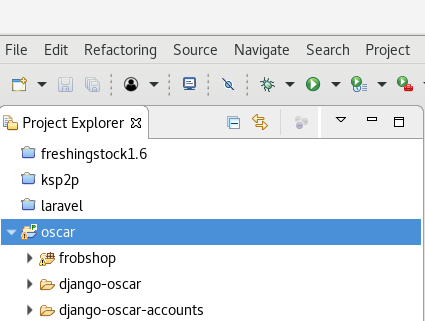 File Edit Refactoring Source Navigate Search Project
Project Explorer
freshingstock1.6
ksp2p
laravel
oscar
frobshop
django-oscar
django-oscar-accounts